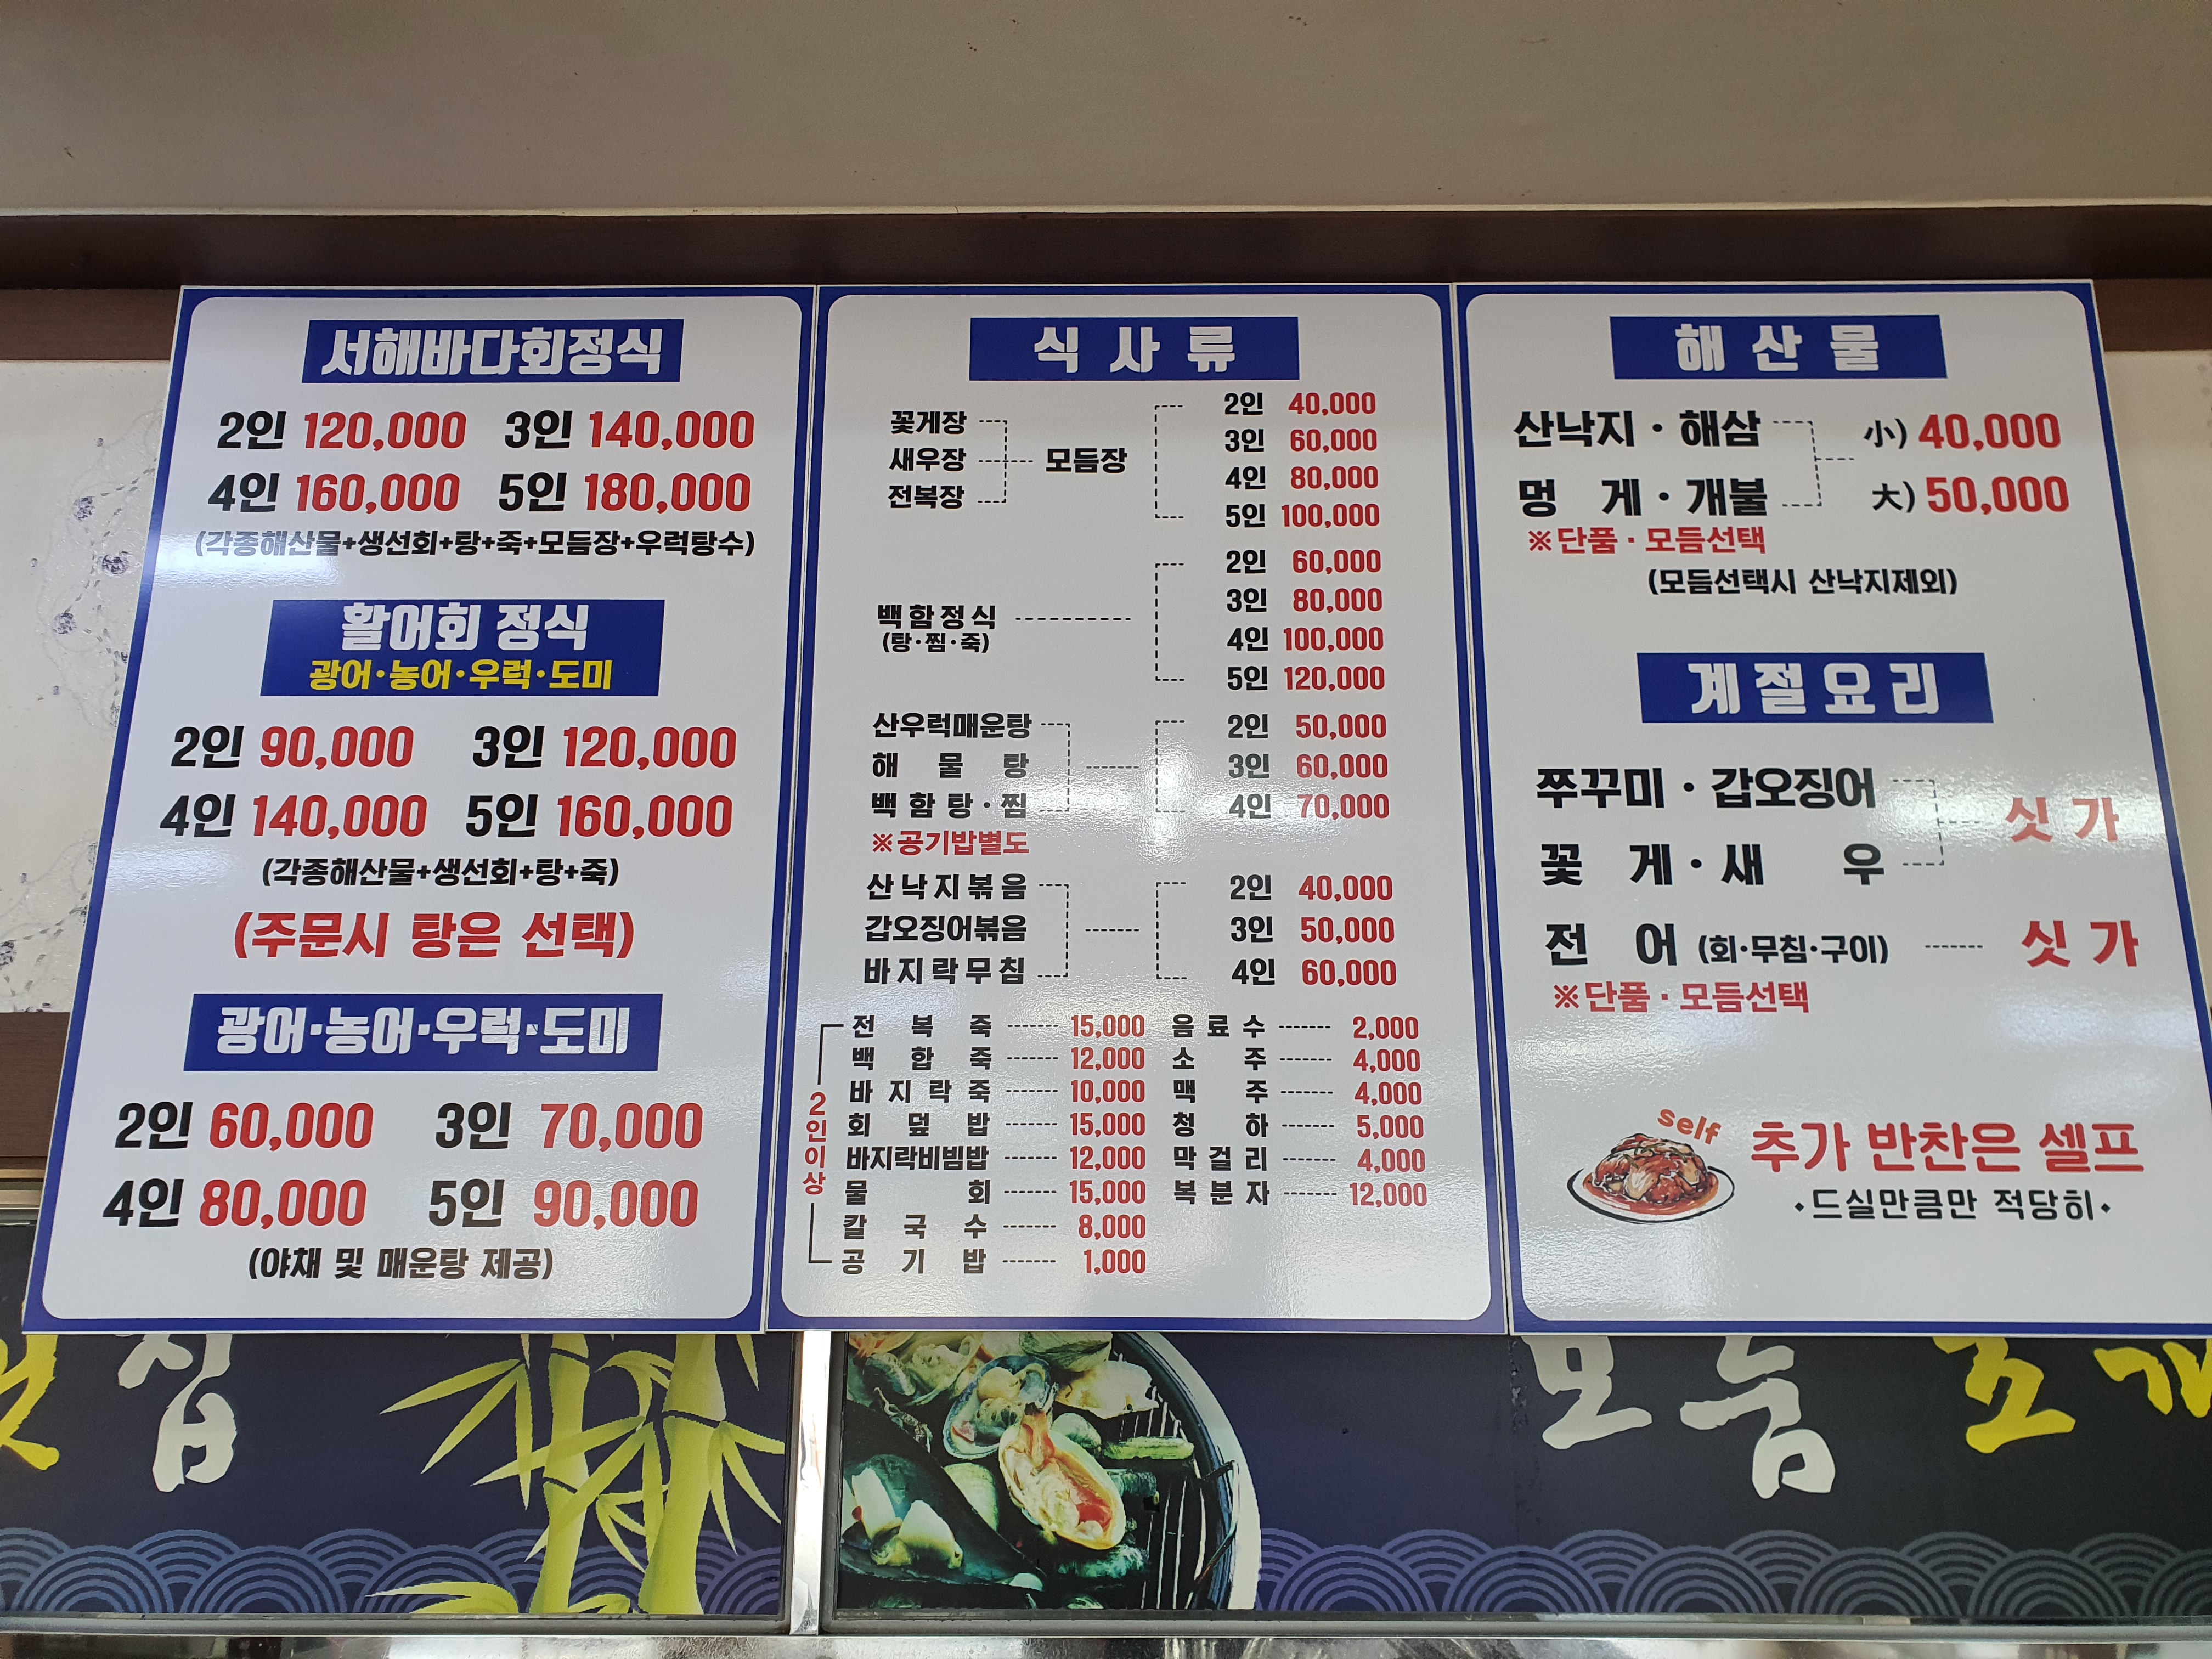 서해바다회정식
2인 120,000 3인 140,000
4인 160,000 5인 180,000
(각종해산물+생선회+탕+죽+모듬장+우럭탕수)
활어회 정식
광어·농어·우럭·도미
2인 90,000 3인 120,000
4인 140,000 5인 160,000
(각종해산물+생선회+탕+죽)
(주문시 탕은 선택)
광어·농어·우럭·도미
2인 60,000 3인 70,000
4인 80,000 5인 90,000
(야채 및 매운탕 제공)
식사류
꽃게장
새우장
전복장
모듬장
2인 40,000
3인 60,000
4인 80,000
5인 100,000
백함정식
(탕·찜·죽)
2인 60,000
3인 80,000
4인 100,000
5인 120,000
산우럭매운탕
해물탕
백함탕·찜
※공기밥별도
2인 50,000
3인 60,000
4인 70,000
산낙지볶음
갑오징어볶음
바지락무침
2인 40,000
3인 50,000
4인 60,000
2인이상
전복죽 15,000
백합죽 12,000
바지락죽 10,000
회덮밥 15,000
바지락비빔밥 12,000
물회 15,000
칼국수 8,000
공기밥 1,000
음료수 2,000
소주 4,000
맥주 4,000
청하 5,000
막걸리 4,000
복분자 12,000
해산물
산낙지·해삼
멍게·개불
小) 40,000
大) 50,000
※단품·모듬선택
(모듬선택시 산낙지제외)
계절요리
쭈꾸미·갑오징어
꽃게·새우
싯가
전어 (회·무침·구이) 싯가
※단품·모듬선택
self
추가 반찬은 셀프
·드실만큼만 적당히·
집
모듬 조개